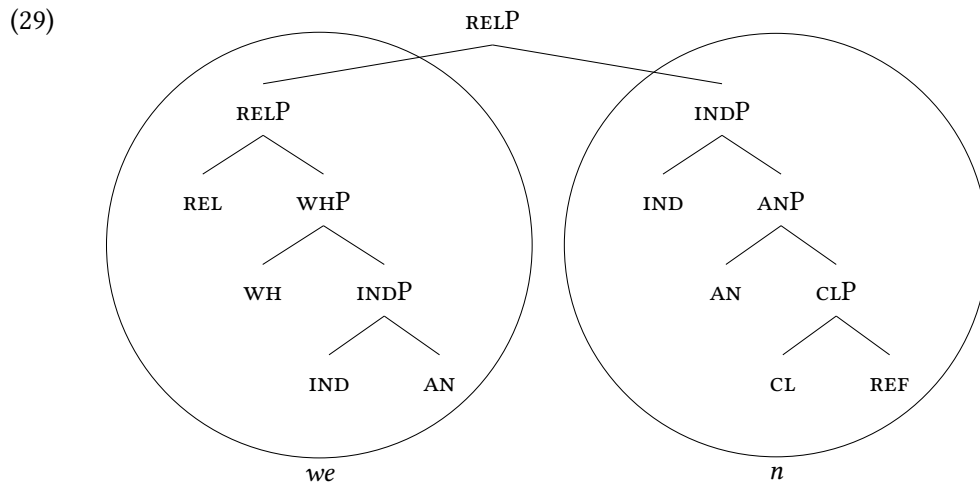 (29) RELP
RELP INDP
REL WHP IND ANP
WH INDP AN CLP
IND AN CL REF
we n